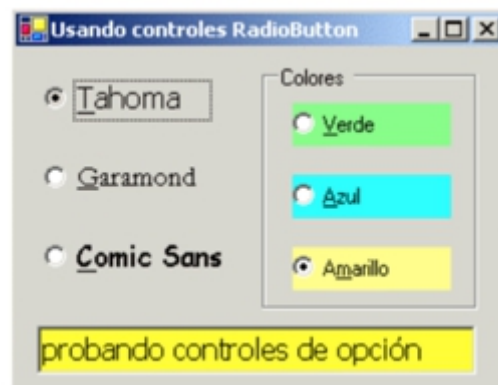 Usando controles RadioButton
Tahoma
Garamond
Comic Sans
Colores
Verde
Azul
Amarillo
probando controles de opción